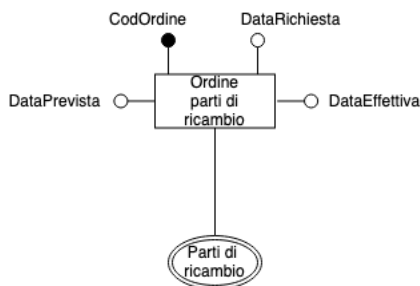 CodOrdine
DataRichiesta
Ordine
parti di
ricambio
DataPrevista
DataEffettiva
Parti di
ricambio